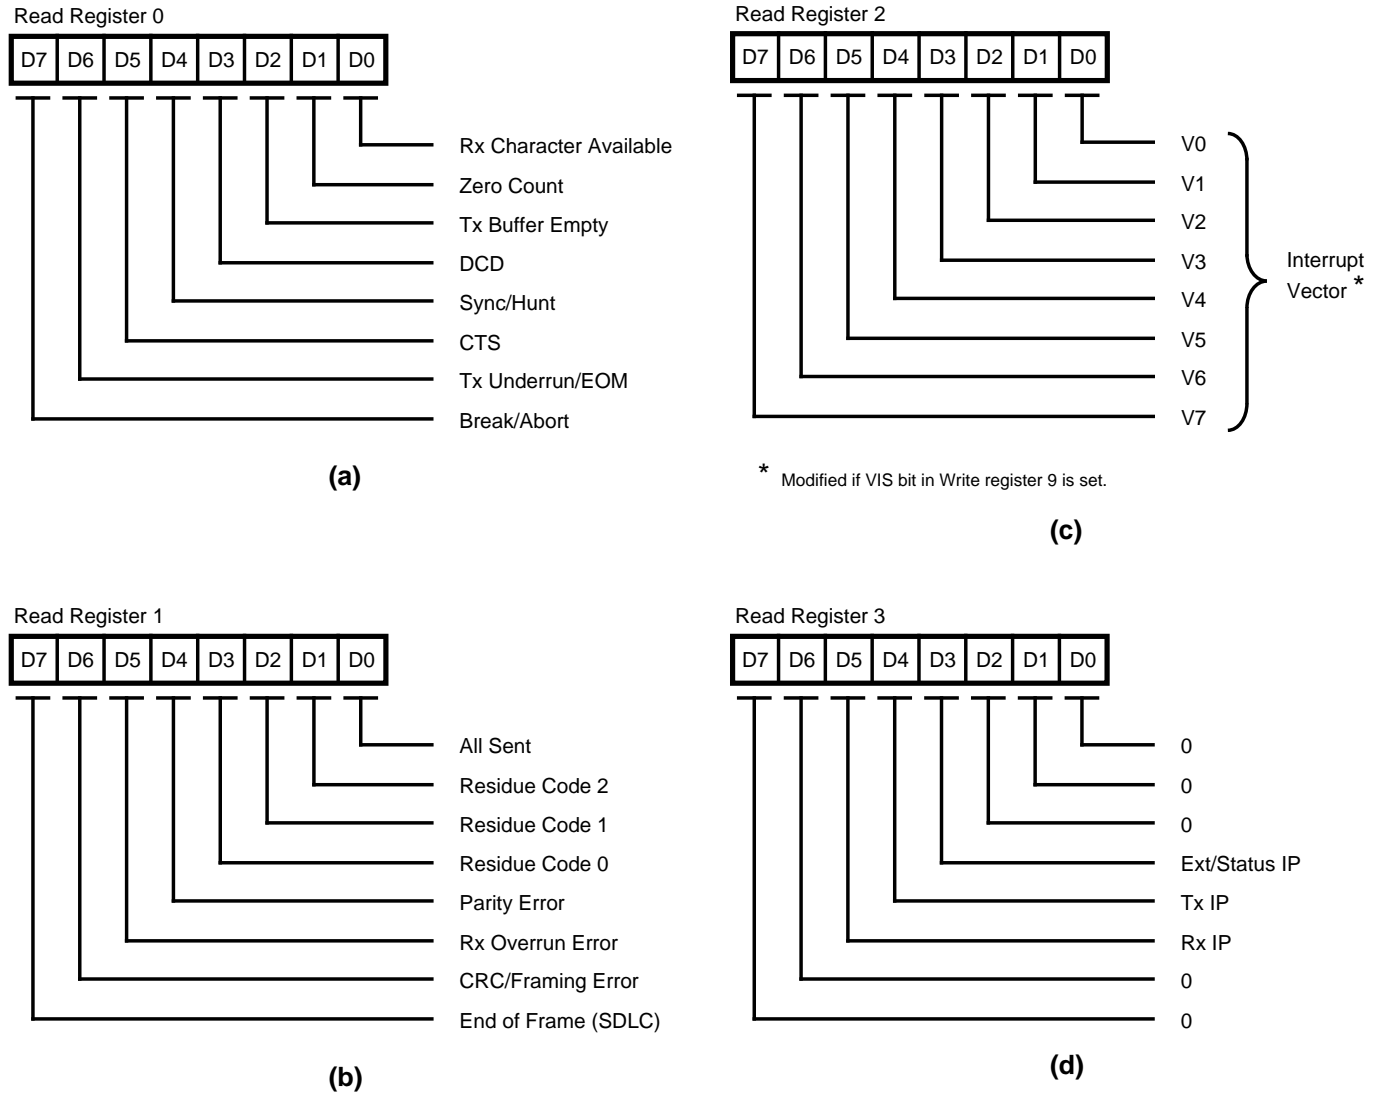 Read Register 0
D7 D6 D5 D4 D3 D2 D1 D0
Rx Character Available
Zero Count
Tx Buffer Empty
DCD
Sync/Hunt
CTS
Tx Underrun/EOM
Break/Abort
(a)
Read Register 2
D7 D6 D5 D4 D3 D2 D1 D0
V0
V1
V2
V3
V4
V5
V6
V7
Interrupt
Vector *
* Modified if VIS bit in Write register 9 is set.
(c)
Read Register 1
D7 D6 D5 D4 D3 D2 D1 D0
All Sent
Residue Code 2
Residue Code 1
Residue Code 0
Parity Error
Rx Overrun Error
CRC/Framing Error
End of Frame (SDLC)
(b)
Read Register 3
D7 D6 D5 D4 D3 D2 D1 D0
0
0
0
Ext/Status IP
Tx IP
Rx IP
0
0
(d)